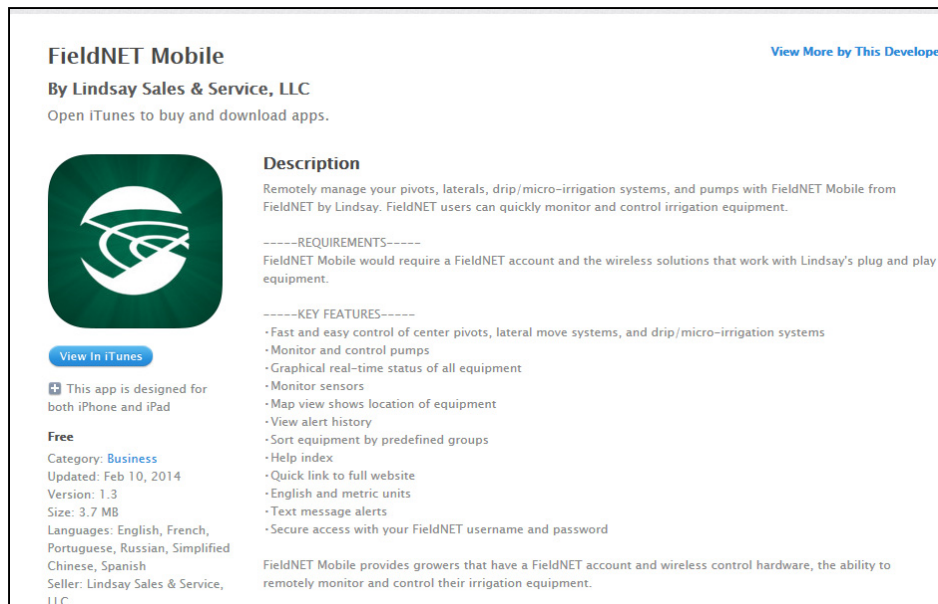 FieldNET Mobile
View More by This Develope
By Lindsay Sales & Service, LLC
Open iTunes to buy and download apps.
Description
Remotely manage your pivots, laterals, drip/micro-irrigation systems, and pumps with FieldNET Mobile from
FieldNET by Lindsay. FieldNET users can quickly monitor and control irrigation equipment.
-----REQUIREMENTS-----
FieldNET Mobile would require a FieldNET account and the wireless solutions that work with Lindsay's plug and play
equipment.
-----KEY FEATURES-----
•Fast and easy control of center pivots, lateral move systems, and drip/micro-irrigation systems
•Monitor and control pumps
•Graphical real-time status of all equipment
•Monitor sensors
•Map view shows location of equipment
•View alert history
•Sort equipment by predefined groups
•Help index
•Quick link to full website
•English and metric units
•Text message alerts
•Secure access with your FieldNET username and password
FieldNET Mobile provides growers that have a FieldNET account and wireless control hardware, the ability to
remotely monitor and control their irrigation equipment.
View In iTunes
This app is designed for
both iPhone and iPad
Free
Category: Business
Updated: Feb 10, 2014
Version: 1.3
Size: 3.7 MB
Languages: English, French,
Portuguese, Russian, Simplified
Chinese, Spanish
Seller: Lindsay Sales & Service,
LLC